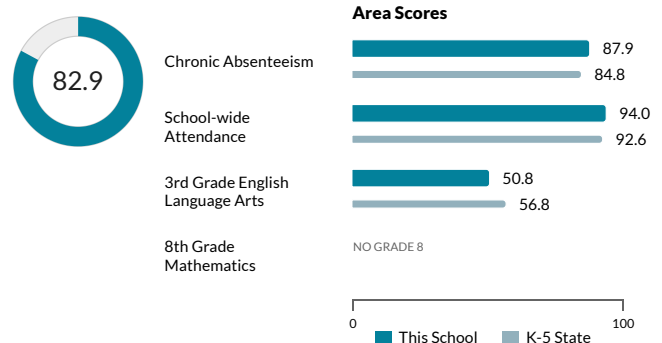 Area Scores
82.9
Chronic Absenteeism
87.9
84.8
School-wide
Attendance
94.0
92.6
3rd Grade English
Language Arts
50.8
56.8
8th Grade
Mathematics
NO GRADE 8
0
100
This School
K-5 State